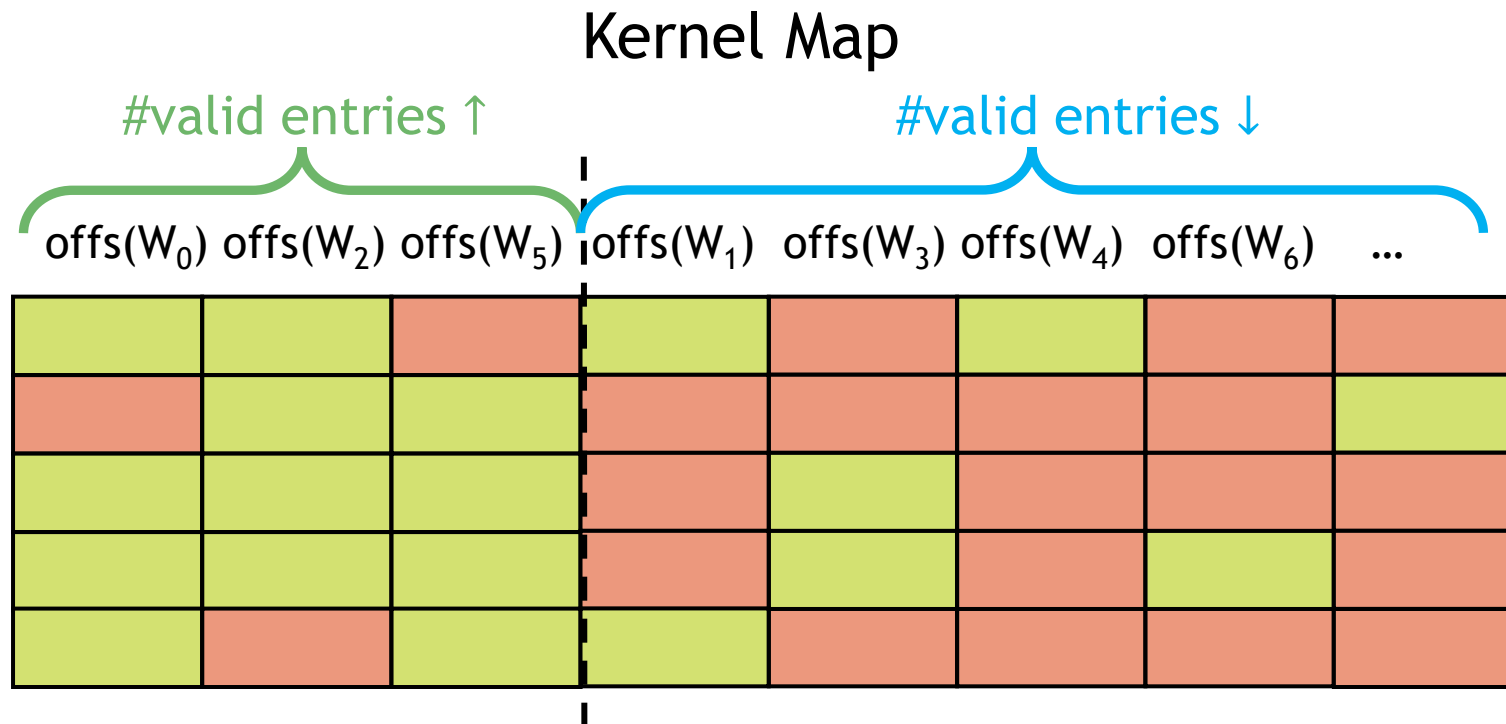 Kernel Map
#valid entries ↑ #valid entries ↓
offs(W₀) offs(W₂) offs(W₅) offs(W₁) offs(W₃) offs(W₄) offs(W₆) ...